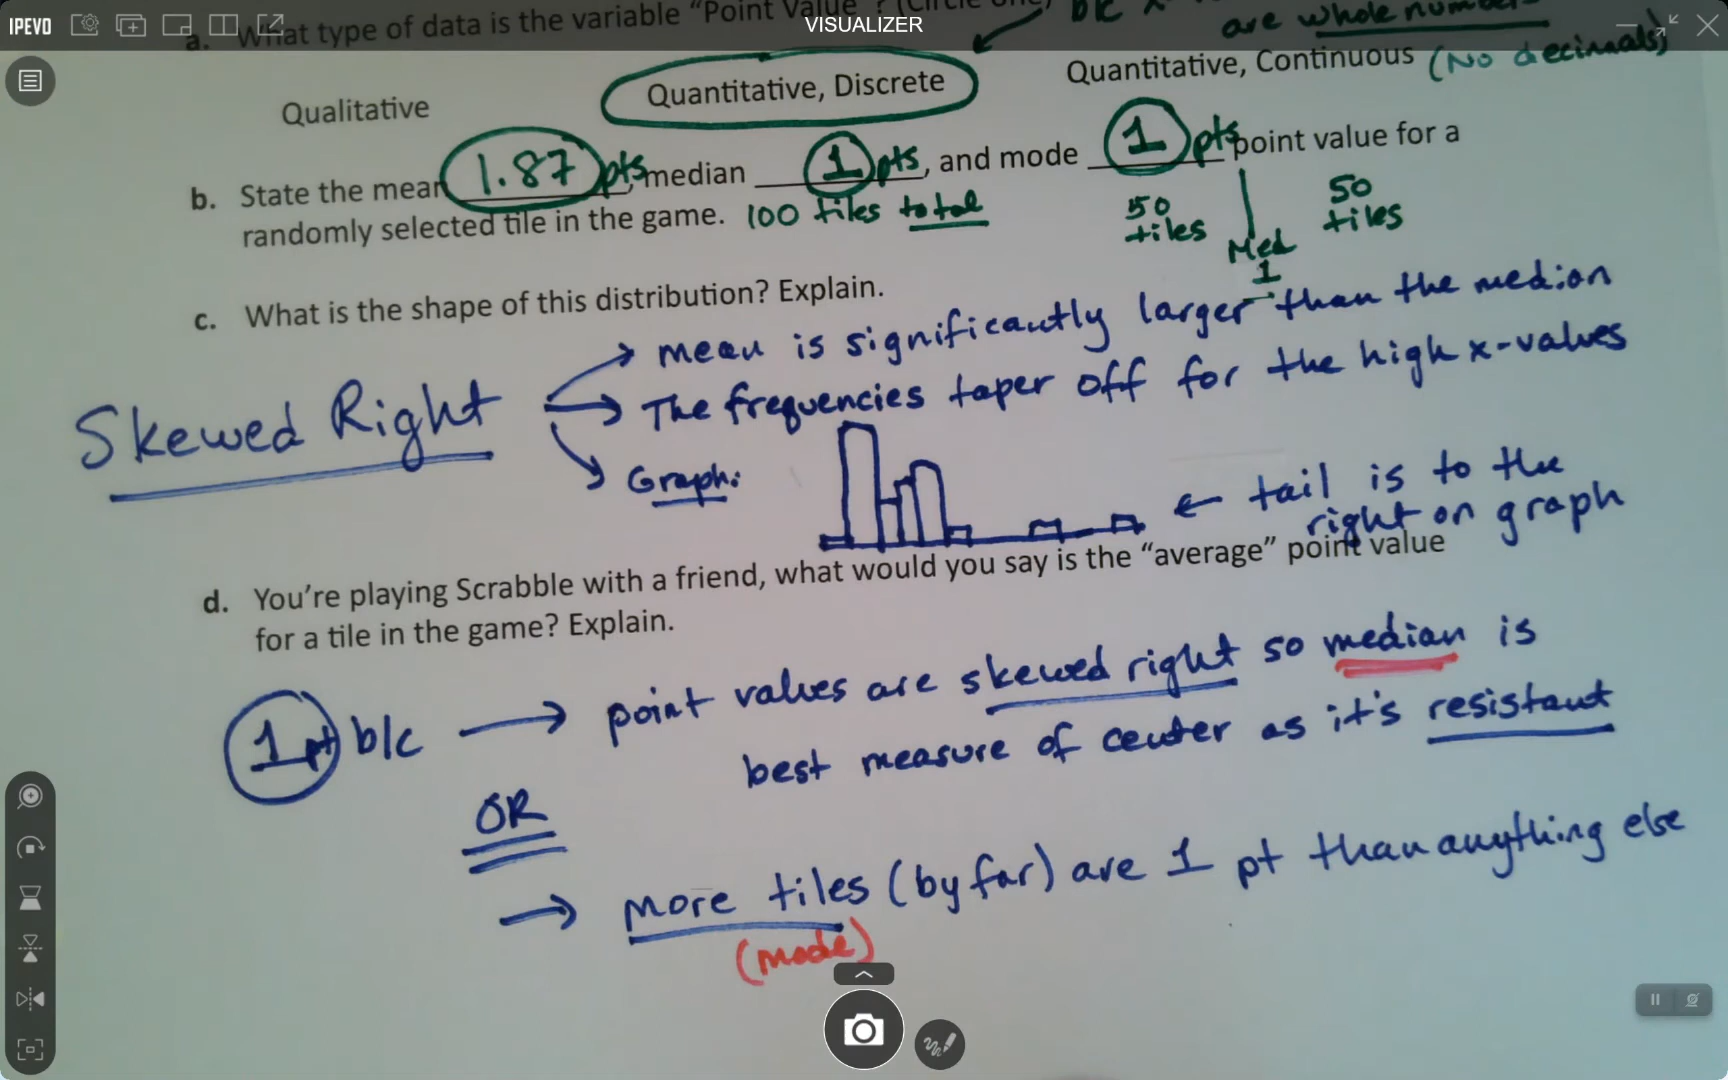 IPEVO VISUALIZER
a. What type of data is the variable "Point Value"? (Circle one) b/c x
are whole numbers
(No decimals)
Qualitative Quantitative, Discrete Quantitative, Continuous
b. State the mean 1.87 pts, median 1 pts, and mode 1 pts point value for a
randomly selected tile in the game. 100 tiles total
50 tiles Med 1 50 tiles
c. What is the shape of this distribution? Explain.
Skewed Right → mean is significantly larger than the median
→ The frequencies taper off for the high x-values
→ Graph: ← tail is to the
right on graph
d. You're playing Scrabble with a friend, what would you say is the "average" point value
for a tile in the game? Explain.
1 pt b/c → point values are skewed right so median is
best measure of center as it's resistant
OR
→ more tiles (by far) are 1 pt than anything else
(mode)